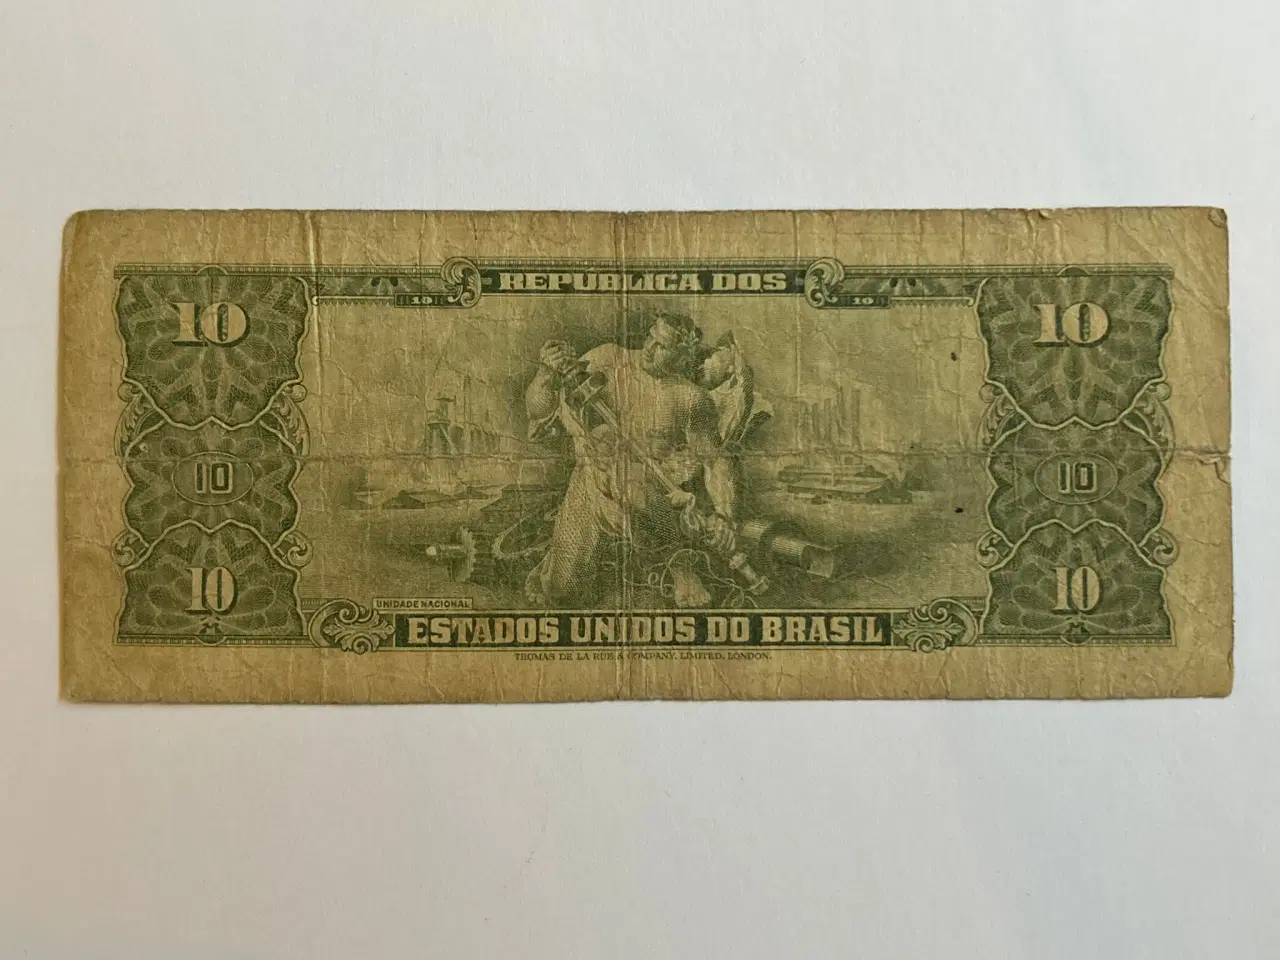 REPÚBLICA DOS
10 10 10 10
10 10
UNIDADE NACIONAL
10 10
ESTADOS UNIDOS DO BRASIL
THOMAS DE LA RUE & COMPANY, LIMITED, LONDON.